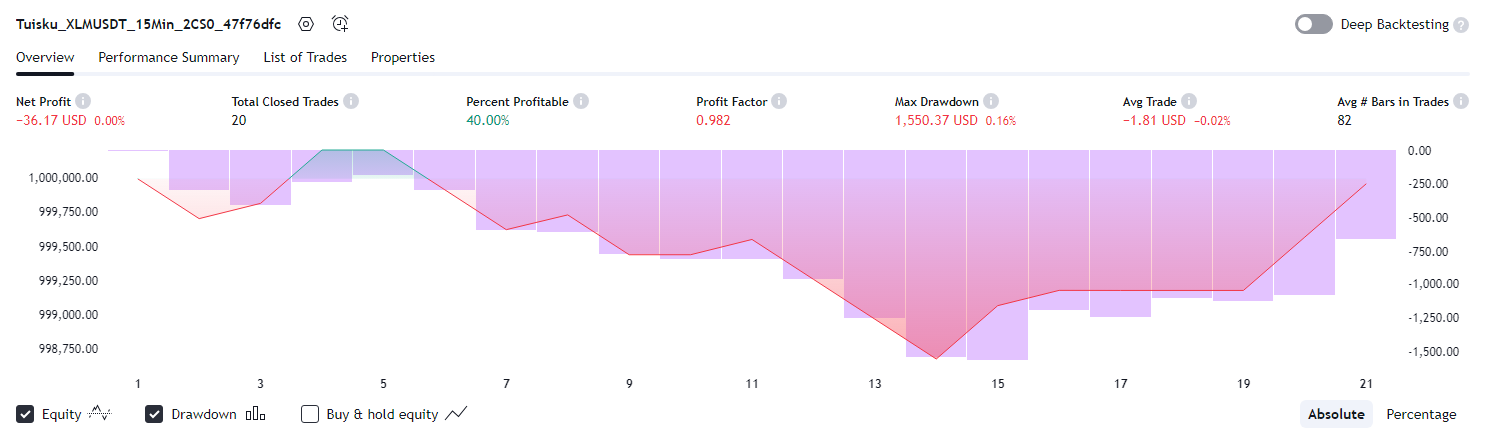 Tuisku_XLMUSDT_15Min_2CS0_47f76dfc Deep Backtesting ?
Overview Performance Summary List of Trades Properties
Net Profit i Total Closed Trades i Percent Profitable i Profit Factor i Max Drawdown i Avg Trade i Avg # Bars in Trades i
−36.17 USD 0.00% 20 40.00% 0.982 1,550.37 USD 0.16% −1.81 USD −0.02% 82
0.00
1,000,000.00 -250.00
999,750.00 -500.00
999,500.00 -750.00
999,250.00 -1,000.00
999,000.00 -1,250.00
998,750.00 -1,500.00
1 3 5 7 9 11 13 15 17 19 21
Equity Drawdown Buy & hold equity Absolute Percentage